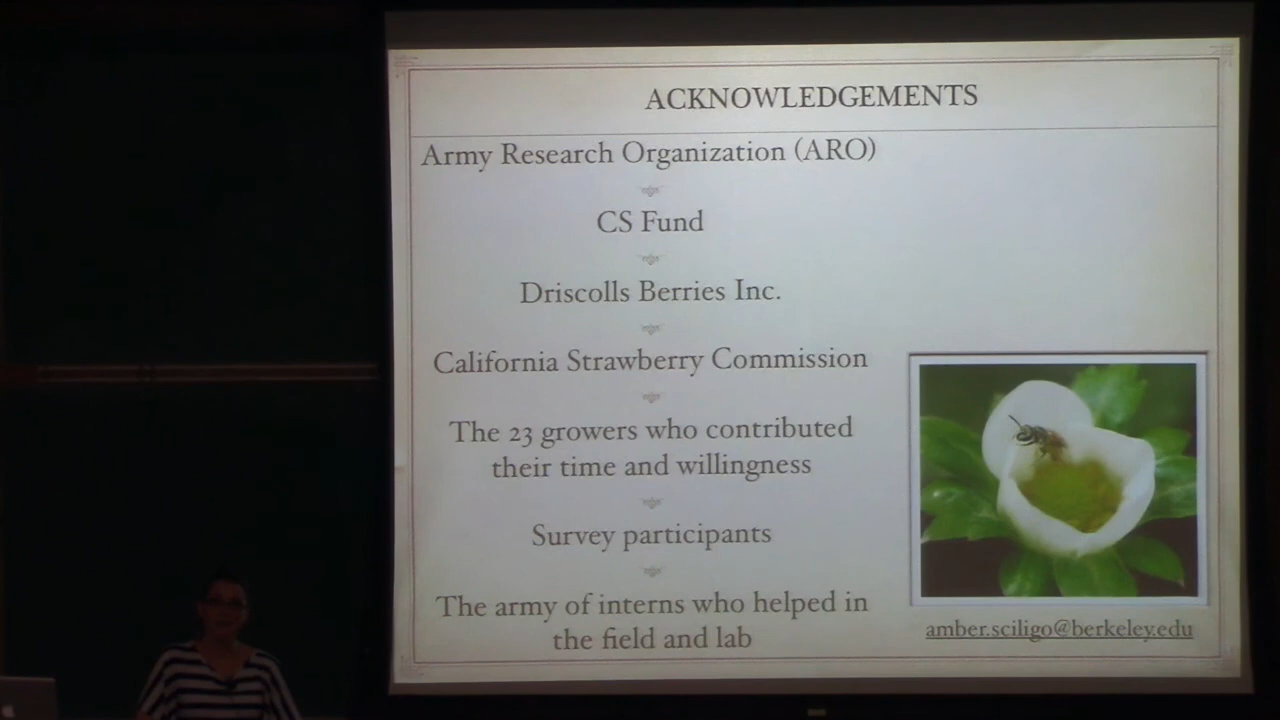 ACKNOWLEDGEMENTS
Army Research Organization (ARO)
CS Fund
Driscolls Berries Inc.
California Strawberry Commission
The 23 growers who contributed
their time and willingness
Survey participants
The army of interns who helped in
the field and lab
amber.sciligo@berkeley.edu